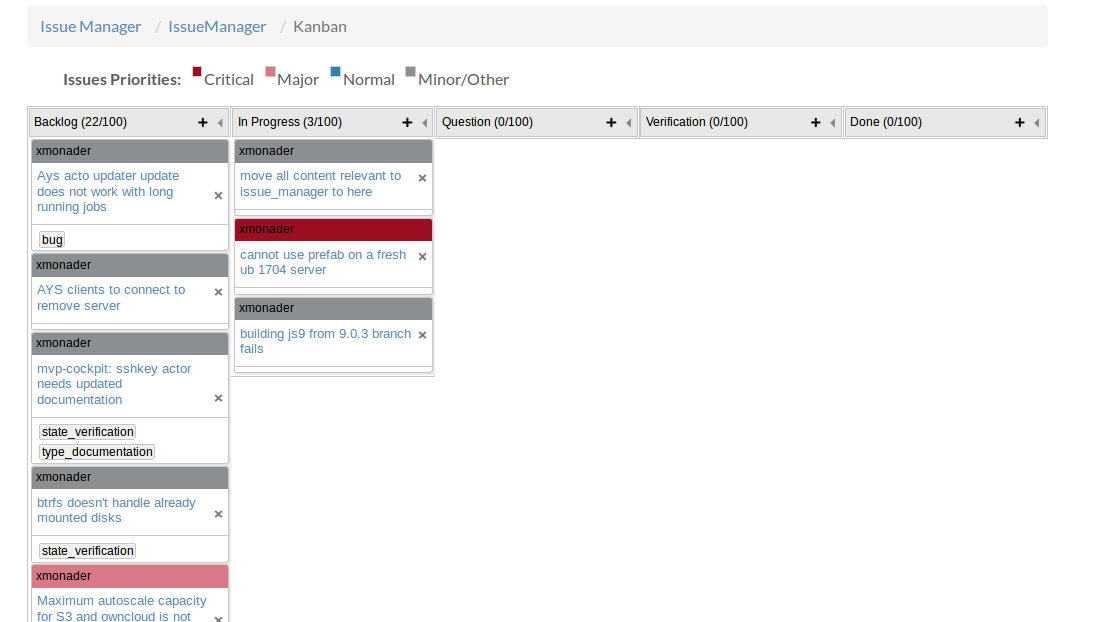 Issue Manager / IssueManager / Kanban
Issues Priorities: Critical Major Normal Minor/Other
Backlog (22/100)
xmonader
Ays acto updater update
does not work with long
running jobs
bug
xmonader
AYS clients to connect to
remove server
xmonader
mvp-cockpit: sshkey actor
needs updated
documentation
state_verification
type_documentation
xmonader
btrfs doesn't handle already
mounted disks
state_verification
xmonader
Maximum autoscale capacity
for S3 and owncloud is not
In Progress (3/100)
xmonader
move all content relevant to
issue_manager to here
xmonader
cannot use prefab on a fresh
ub 1704 server
xmonader
building js9 from 9.0.3 branch
fails
Question (0/100)
Verification (0/100)
Done (0/100)